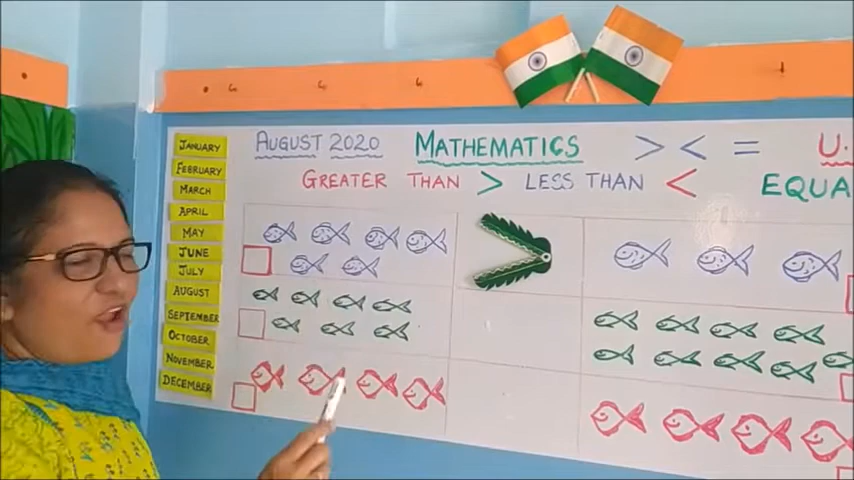 AUGUST 2020 MATHEMATICS > < = U.
GREATER THAN > LESS THAN < EQUA
JANUARY
FEBRUARY
MARCH
APRIL
MAY
JUNE
JULY
AUGUST
SEPTEMBER
OCTOBER
NOVEMBER
DECEMBER